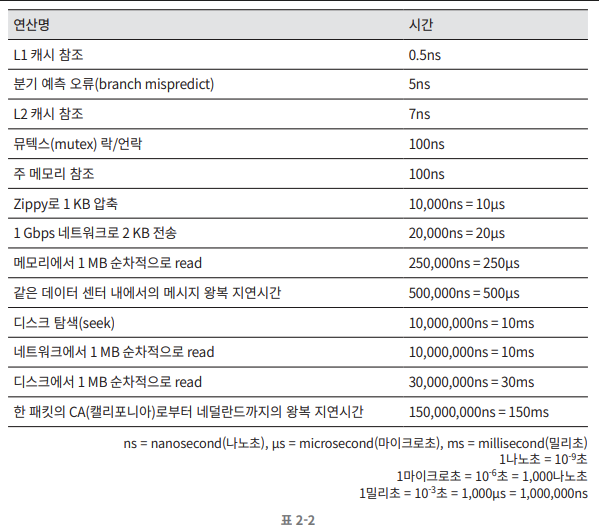 연산명 시간
L1 캐시 참조 0.5ns
분기 예측 오류(branch mispredict) 5ns
L2 캐시 참조 7ns
뮤텍스(mutex) 락/언락 100ns
주 메모리 참조 100ns
Zippy로 1 KB 압축 10,000ns = 10μs
1 Gbps 네트워크로 2 KB 전송 20,000ns = 20μs
메모리에서 1 MB 순차적으로 read 250,000ns = 250μs
같은 데이터 센터 내에서의 메시지 왕복 지연시간 500,000ns = 500μs
디스크 탐색(seek) 10,000,000ns = 10ms
네트워크에서 1 MB 순차적으로 read 10,000,000ns = 10ms
디스크에서 1 MB 순차적으로 read 30,000,000ns = 30ms
한 패킷의 CA(캘리포니아)로부터 네덜란드까지의 왕복 지연시간 150,000,000ns = 150ms
ns = nanosecond(나노초), μs = microsecond(마이크로초), ms = millisecond(밀리초)
1나노초 = 10⁻⁹초
1마이크로초 = 10⁻⁶초 = 1,000나노초
1밀리초 = 10⁻³초 = 1,000μs = 1,000,000ns
표 2-2